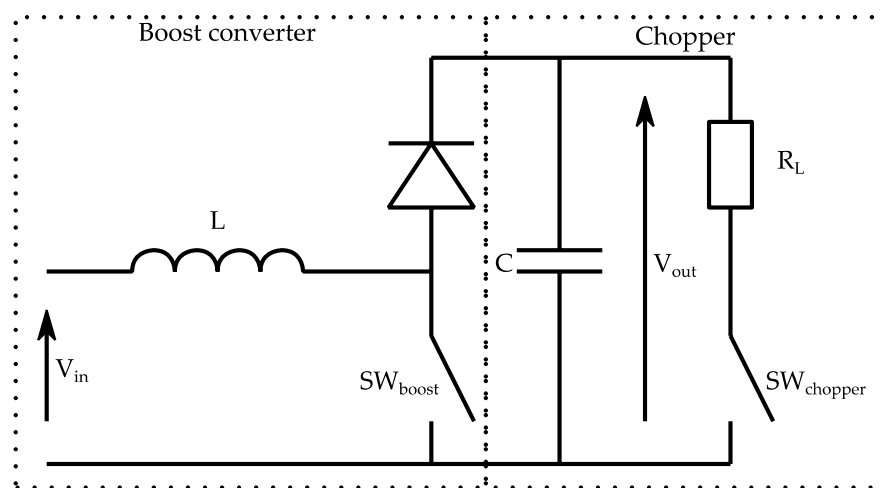 Boost converter
Chopper
R_L
L
C
V_out
V_in
SW_boost
SW_chopper